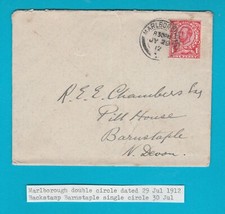 MARLBOROUGH
JY 29
12
R. E. E. Chambers Esq
Pill House
Barnstaple
N. Devon.
Marlborough double circle dated 29 Jul 1912
Backstamp Barnstaple single circle 30 Jul